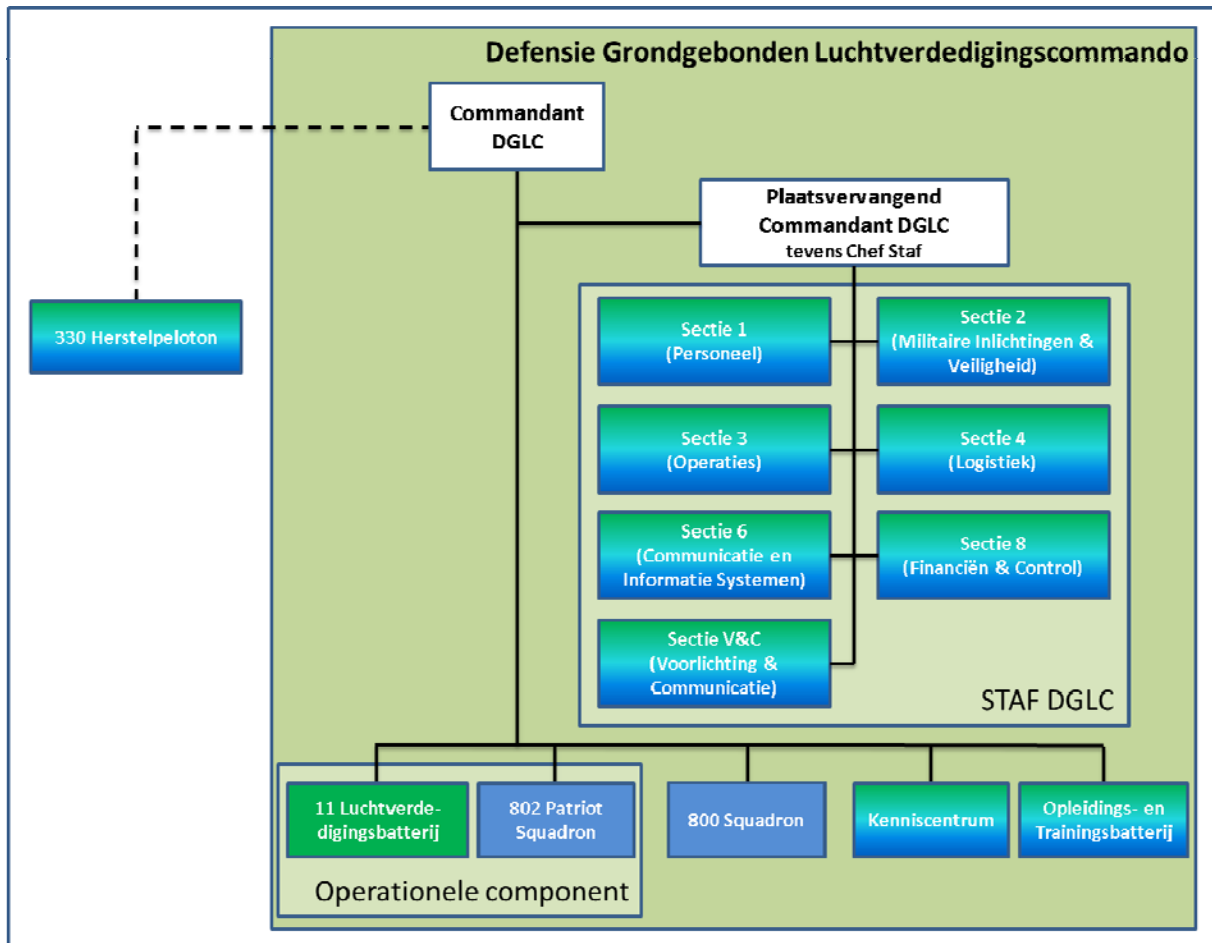 Defensie Grondgebonden Luchtverdedigingscommando
Commandant
DGLC
Plaatsvervangend
Commandant DGLC
tevens Chef Staf
330 Herstelpeloton
Sectie 1
(Personeel)
Sectie 2
(Militaire Inlichtingen &
Veiligheid)
Sectie 3
(Operaties)
Sectie 4
(Logistiek)
Sectie 6
(Communicatie en
Informatie Systemen)
Sectie 8
(Financiën & Control)
Sectie V&C
(Voorlichting &
Communicatie)
STAF DGLC
11 Luchtverde-
digingsbatterij
802 Patriot
Squadron
800 Squadron
Kenniscentrum
Opleidings- en
Trainingsbatterij
Operationele component